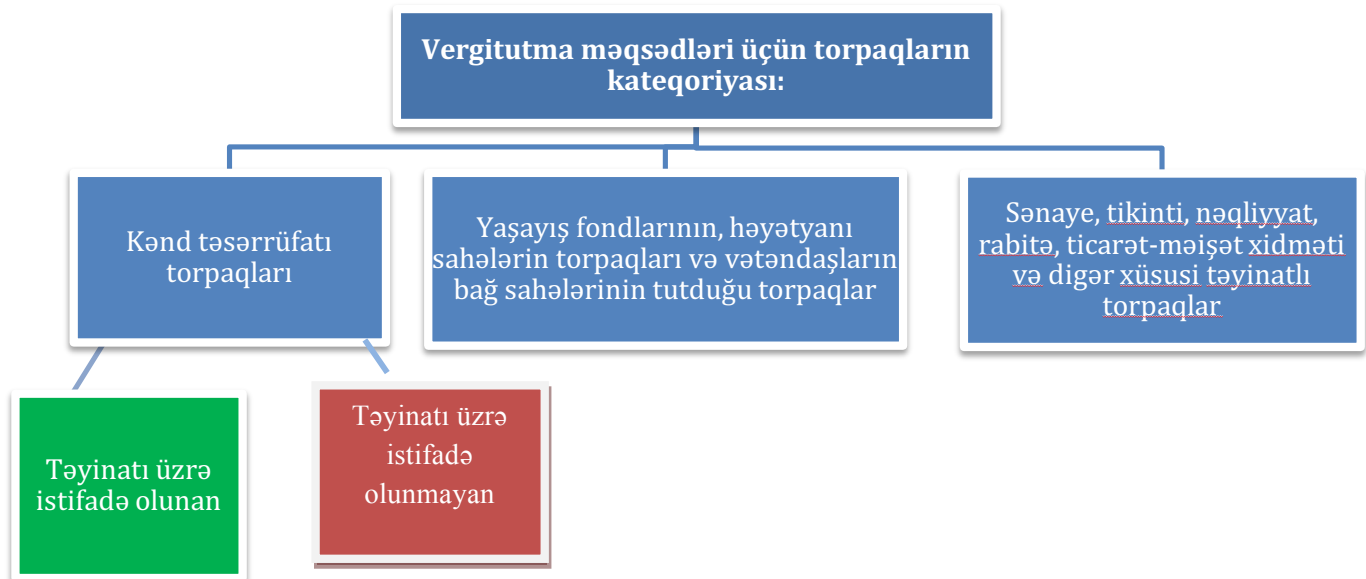 Vergitutma məqsədləri üçün torpaqların
kateqoriyası:
Kənd təsərrüfatı
torpaqları
Yaşayış fondlarının, həyətyanı
sahələrin torpaqları və vətəndaşların
bağ sahələrinin tutduğu torpaqlar
Sənaye, tikinti, nəqliyyat,
rabitə, ticarət-məişət xidməti
və digər xüsusi təyinatlı
torpaqlar
Təyinatı üzrə
istifadə olunan
Təyinatı üzrə
istifadə
olunmayan